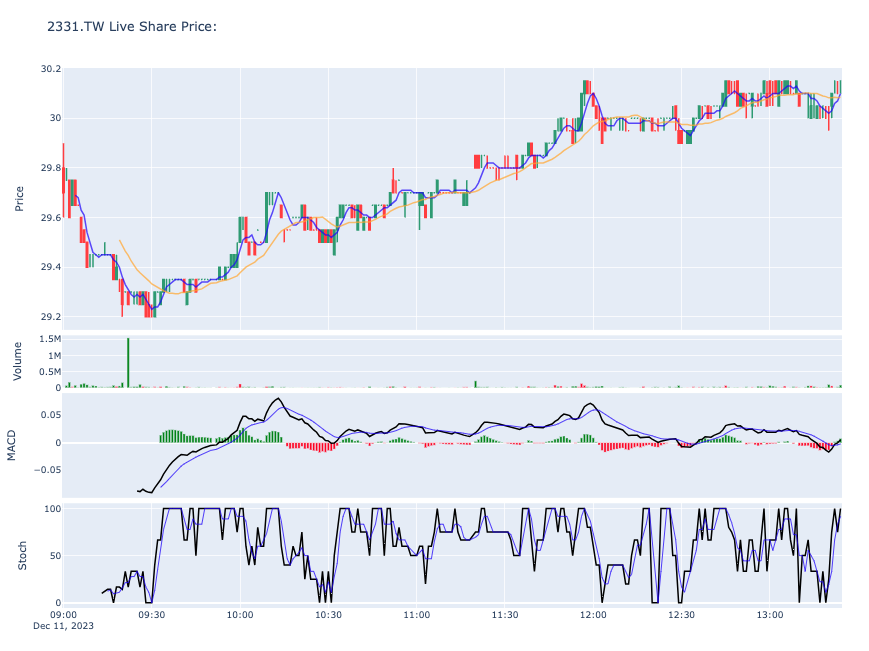 2331.TW Live Share Price:
30.2
30
29.8
29.6
29.4
29.2
Price
1.5M
1M
0.5M
0
Volume
0.05
0
−0.05
MACD
100
50
0
Stoch
09:00 09:30 10:00 10:30 11:00 11:30 12:00 12:30 13:00
Dec 11, 2023